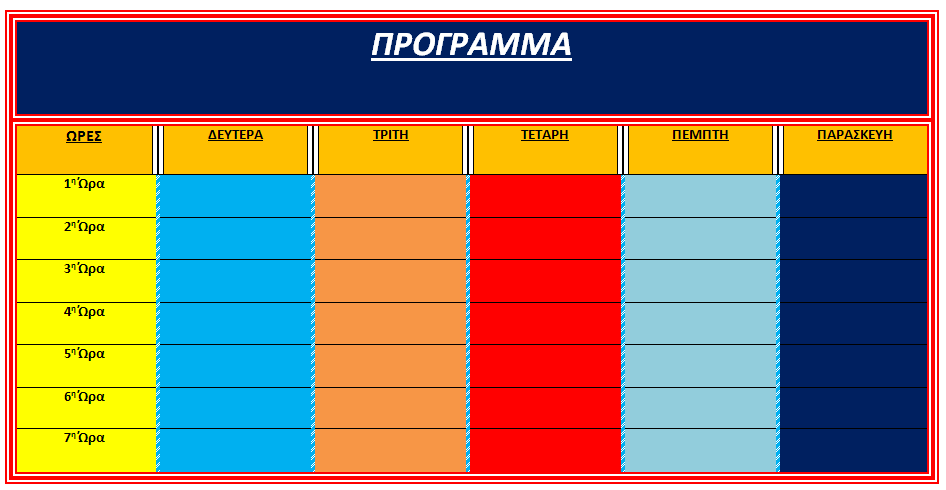 ΠΡΟΓΡΑΜΜΑ
ΩΡΕΣ ΔΕΥΤΕΡΑ ΤΡΙΤΗ ΤΕΤΑΡΗ ΠΕΜΠΤΗ ΠΑΡΑΣΚΕΥΗ
1η Ώρα
2η Ώρα
3η Ώρα
4η Ώρα
5η Ώρα
6η Ώρα
7η Ώρα